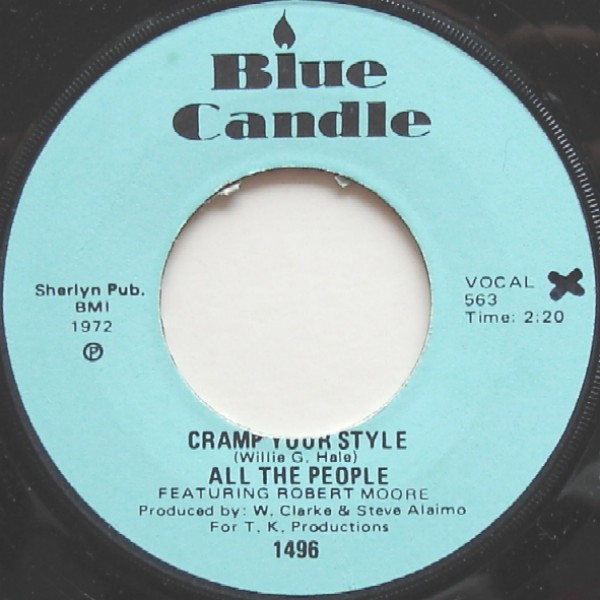 Blue
Candle
Sherlyn Pub.
BMI
1972
℗
VOCAL
563
Time: 2:20
CRAMP YOUR STYLE
(Willie G. Hale)
ALL THE PEOPLE
FEATURING ROBERT MOORE
Produced by: W. Clarke & Steve Alaimo
For T. K. Productions
1496